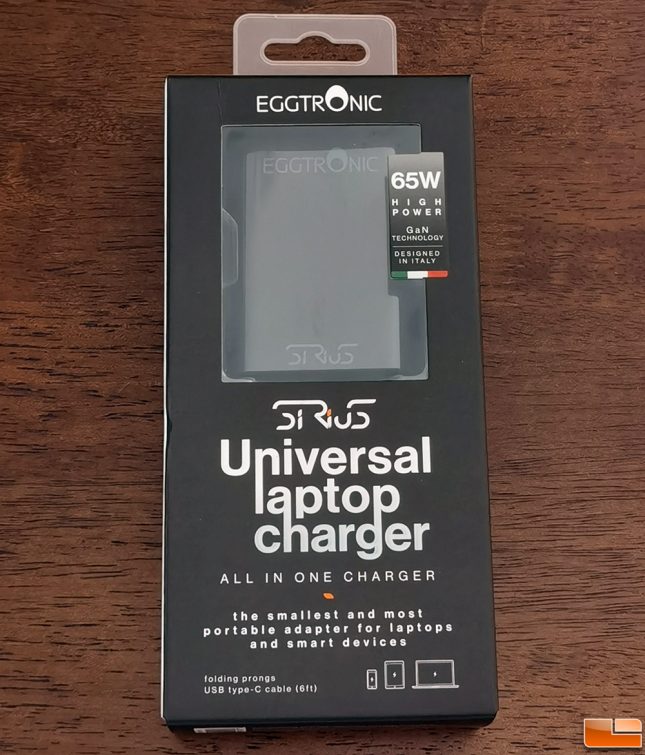 EGGTRONIC
EGGTRONIC
65W
HIGH
POWER
GaN
TECHNOLOGY
DESIGNED
IN ITALY
SIRIUS
SIRIUS
Universal
laptop
charger
ALL IN ONE CHARGER
the smallest and most
portable adapter for laptops
and smart devices
folding prongs
USB type-C cable (6ft)